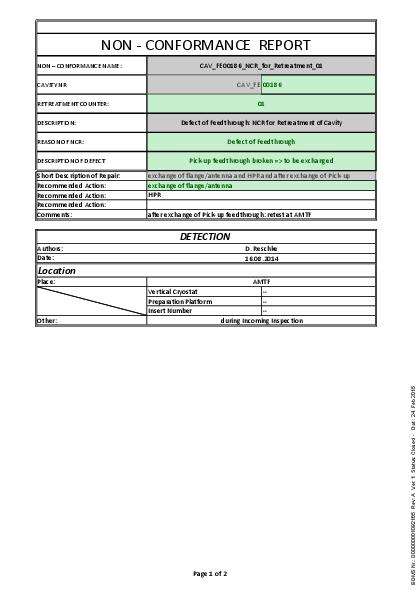 NON - CONFORMANCE REPORT
NON - CONFORMANCE NAME: CAV_FE00186_NCR_for_Retreatment_01
CAVITY NR CAV_FE 00186
RETREATMENT COUNTER: 01
DESCRIPTION: Defect of Feedthrough: NCR for Retreatment of Cavity
REASON OF NCR: Defect of Feedthrough
DESCRIPTION OF DEFECT Pick-up feedthrough broken => to be exchanged
Short Description of Repair: exchange of flange/antenna and HPR and after exchange of Pick-up
Recommended Action: exchange of flange/antenna
Recommended Action: HPR
Recommended Action:
Comments: after exchange of Pick-up feedthrough: retest at AMTF
DETECTION
Authors: D. Reschke
Date: 16.08.2014
Location
Place: AMTF
Vertical Cryostat --
Preparation Platform --
Insert Number --
Other: during Incoming Inspection
Page 1 of 2
Rev. A Ver. 1 Status: Closed - Dat.: 24. Feb 2015